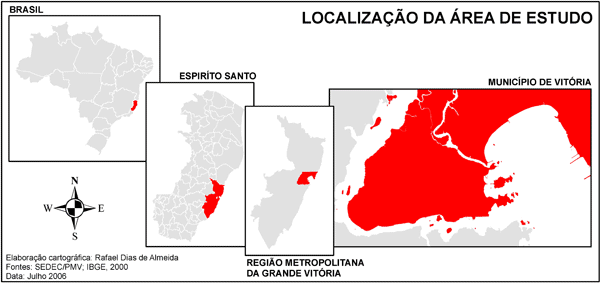 LOCALIZAÇÃO DA ÁREA DE ESTUDO
BRASIL
ESPIRÍTO SANTO
MUNICÍPIO DE VITÓRIA
N
W
E
S
REGIÃO METROPOLITANA
DA GRANDE VITÓRIA
Elaboração cartográfica: Rafael Dias de Almeida
Fontes: SEDEC/PMV; IBGE, 2000
Data: Julho 2006